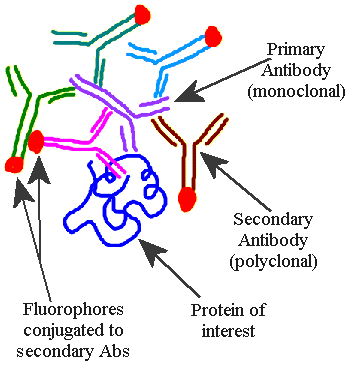 Primary
Antibody
(monoclonal)
Secondary
Antibody
(polyclonal)
Fluorophores
conjugated to
secondary Abs
Protein of
interest